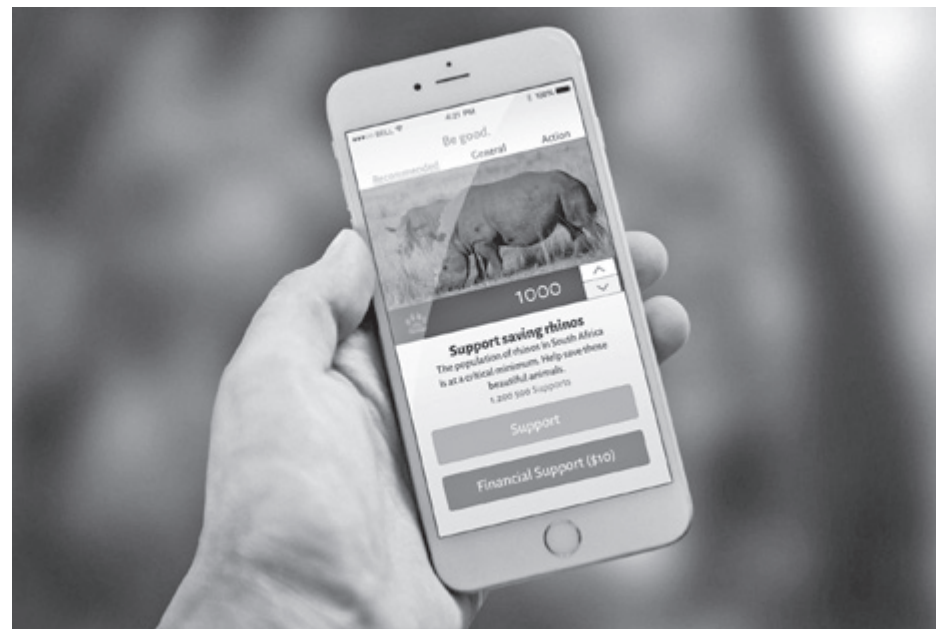 BELL 4:21 PM 100%
Be good.
Recommended General Action
1000
Support saving rhinos
The population of rhinos in South Africa
is at a critical minimum. Help save those
beautiful animals.
1 200 500 Supports
Support
Financial Support ($10)